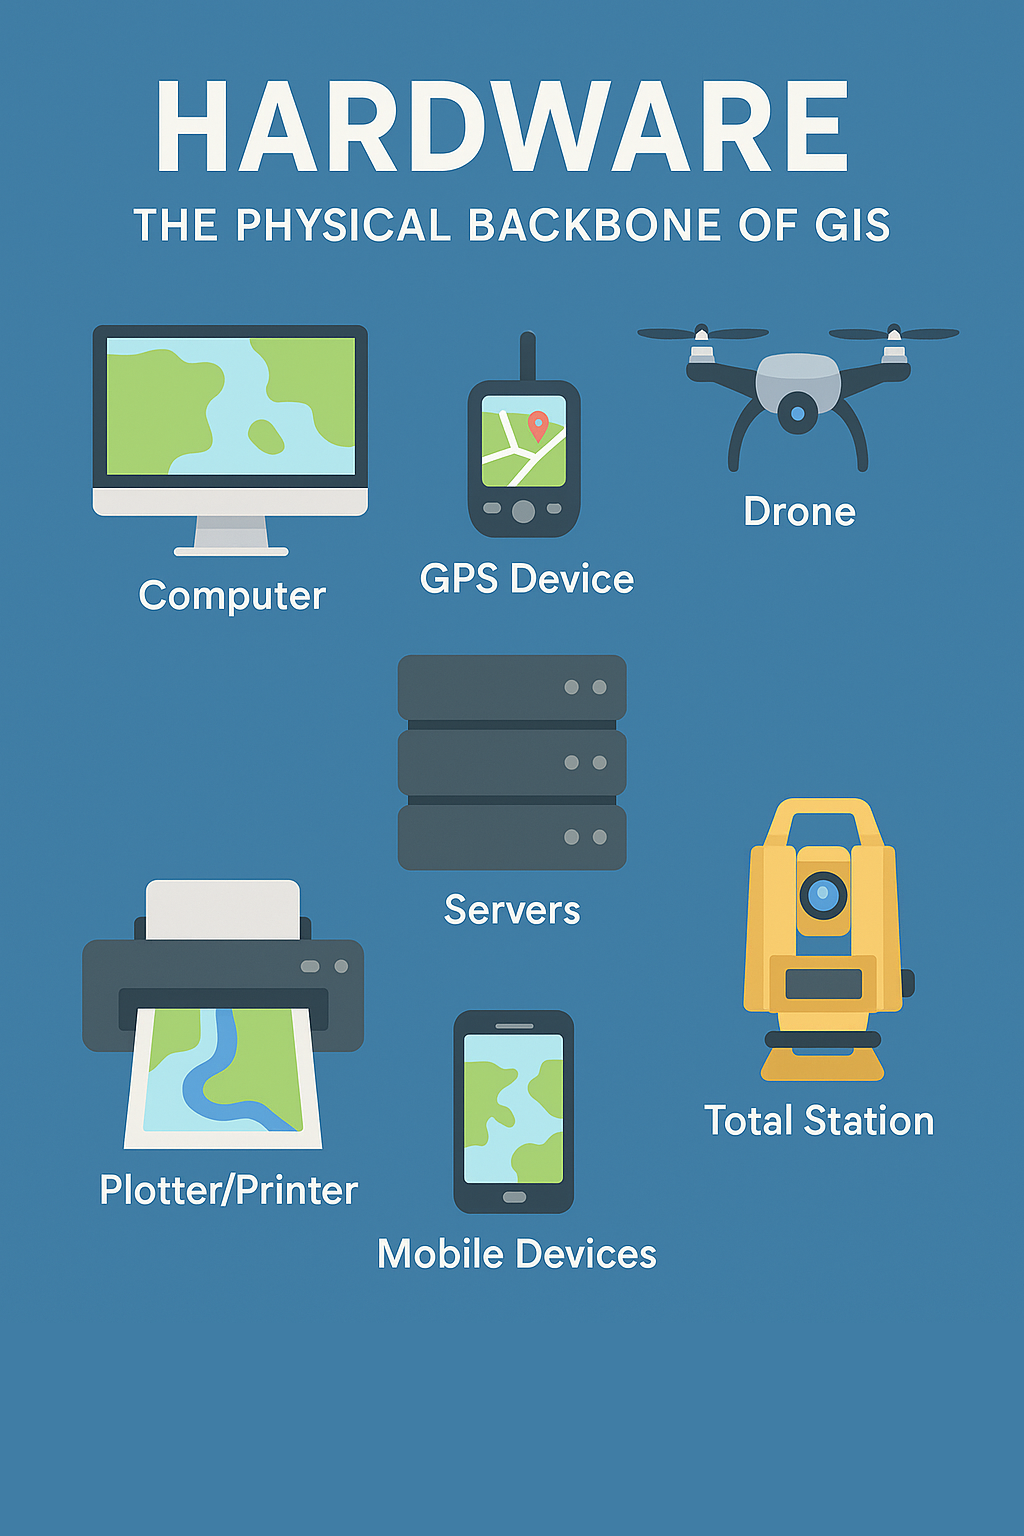 HARDWARE
THE PHYSICAL BACKBONE OF GIS
Computer
GPS Device
Drone
Servers
Plotter/Printer
Mobile Devices
Total Station